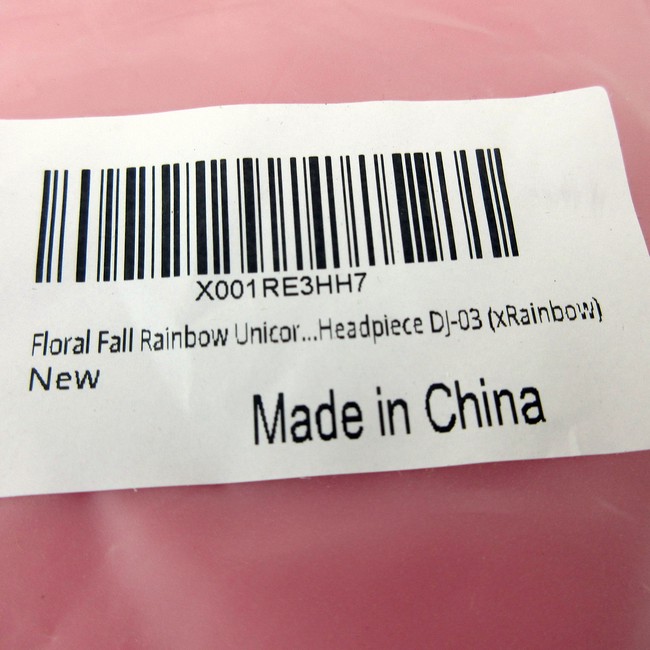 X001RE3HH7
Floral Fall Rainbow Unicor...Headpiece DJ-03 (xRainbow)
New
Made in China